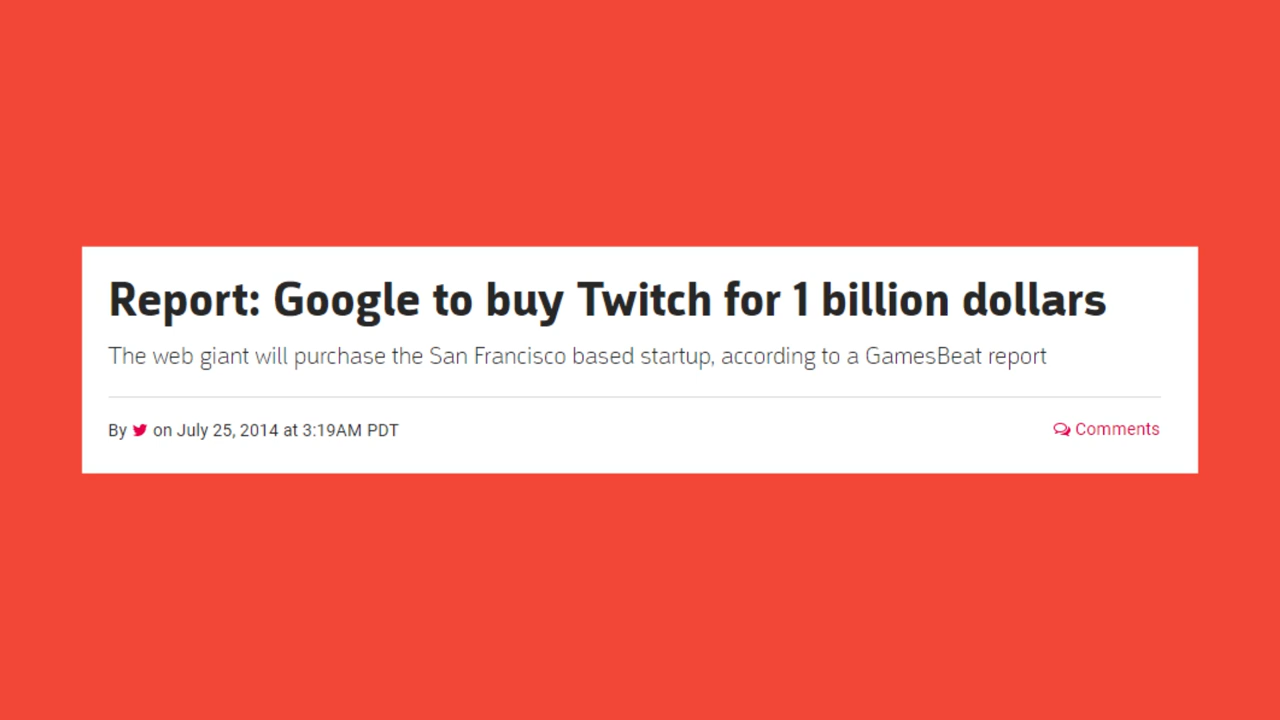 Report: Google to buy Twitch for 1 billion dollars
The web giant will purchase the San Francisco based startup, according to a GamesBeat report
By on July 25, 2014 at 3:19AM PDT
Comments